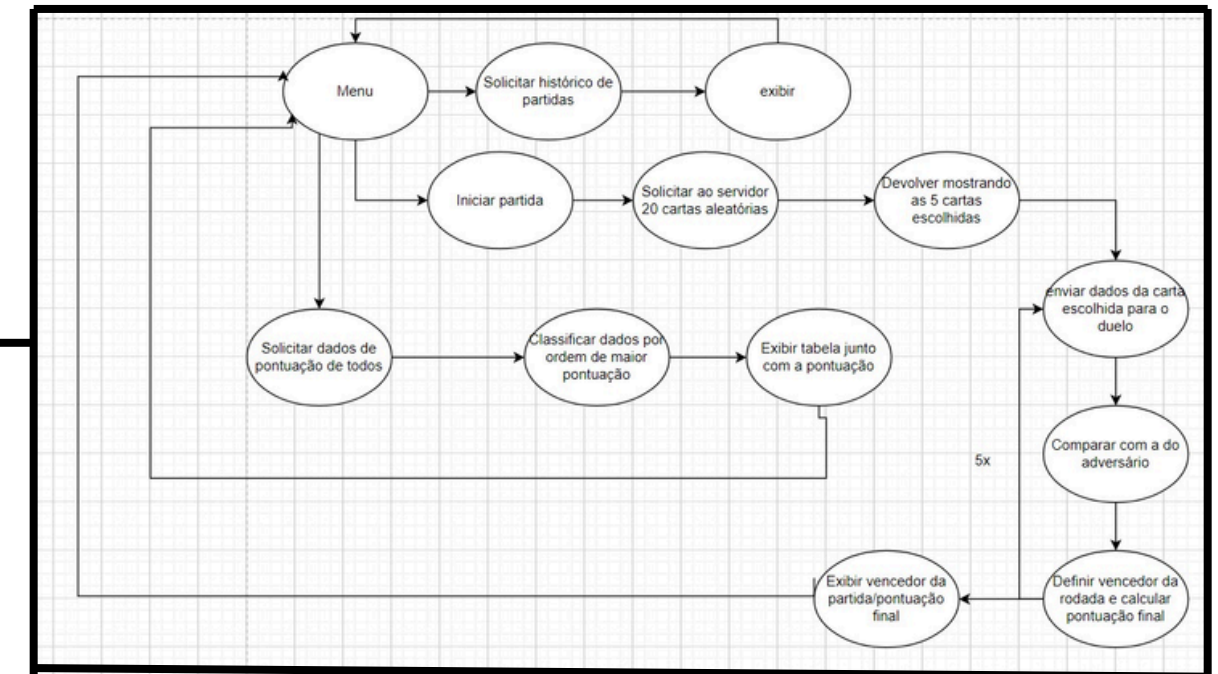 Menu
Solicitar histórico de
partidas
exibir
Iniciar partida
Solicitar ao servidor
20 cartas aleatórias
Devolver mostrando
as 5 cartas
escolhidas
enviar dados da carta
escolhida para o
duelo
Solicitar dados de
pontuação de todos
Classificar dados por
ordem de maior
pontuação
Exibir tabela junto
com a pontuação
Comparar com a do
adversário
5x
Exibir vencedor da
partida/pontuação
final
Definir vencedor da
rodada e calcular
pontuação final